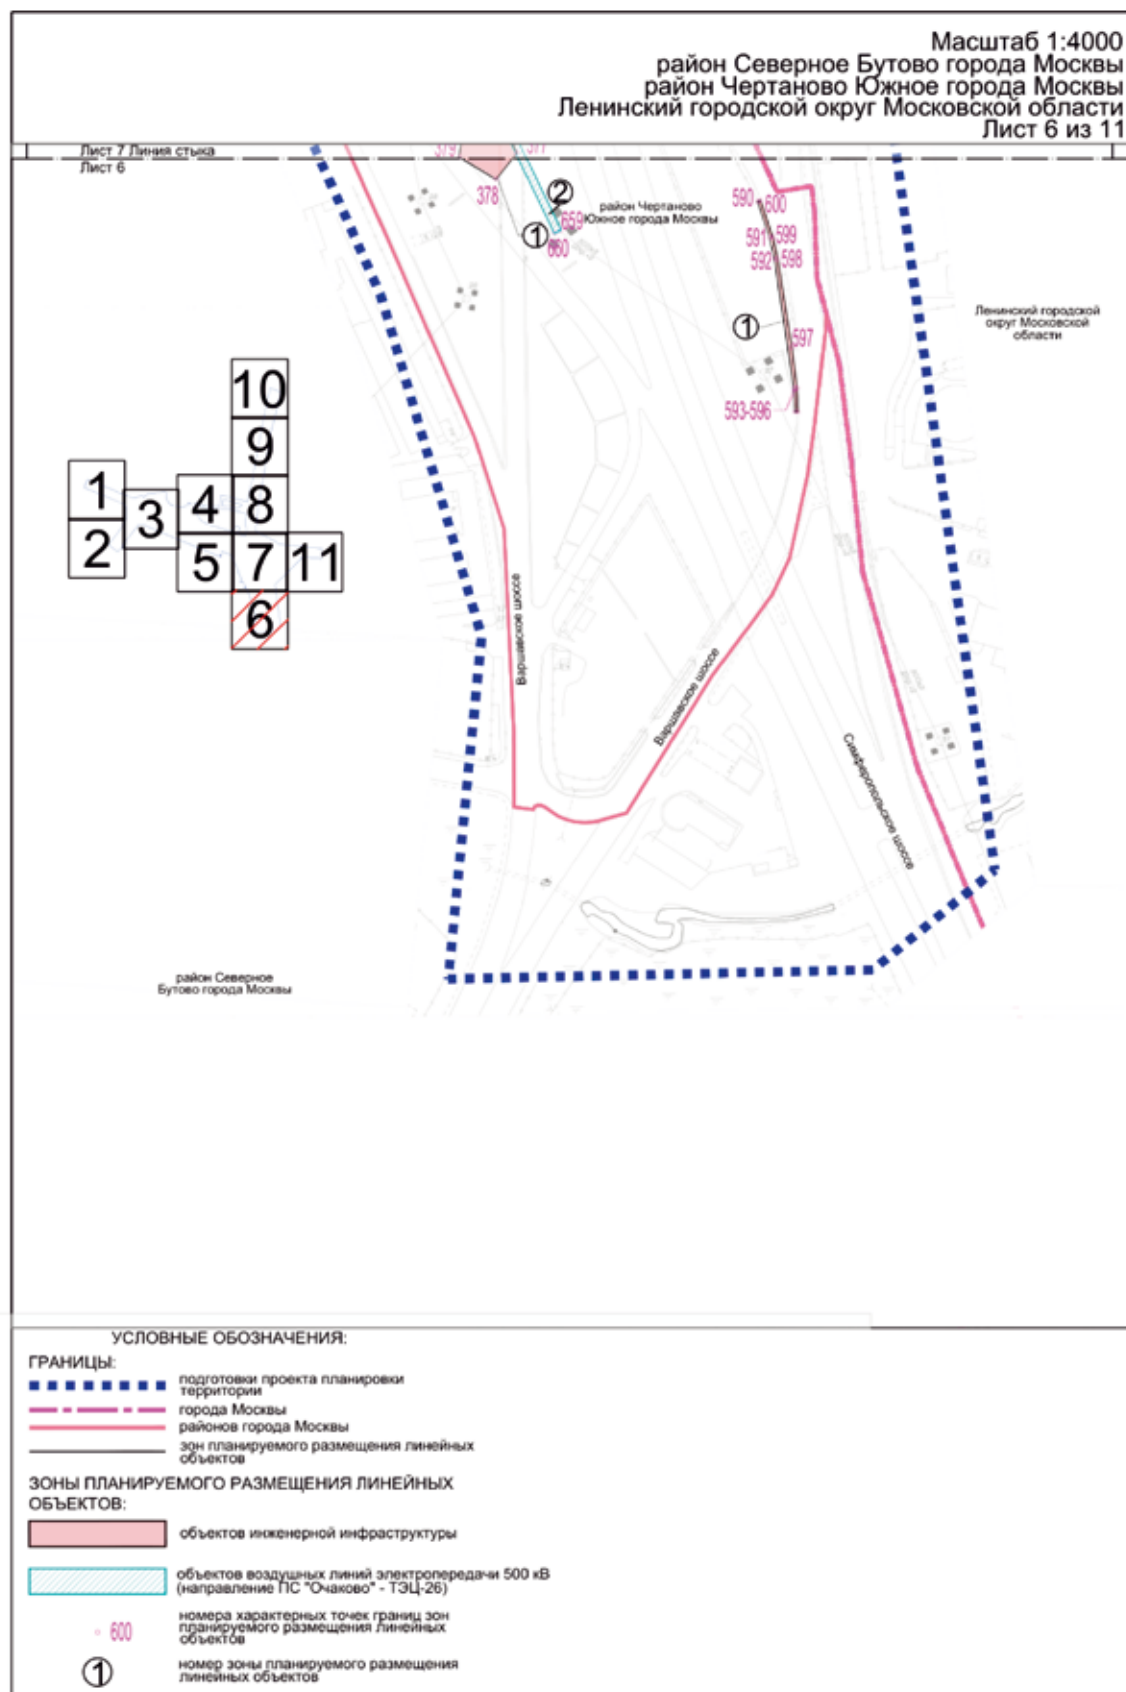 Масштаб 1:4000
район Северное Бутово города Москвы
район Чертаново Южное города Москвы
Ленинский городской округ Московской области
Лист 6 из 11
Лист 7 Линия стыка
Лист 6
379
377
378
2
659
1
660
район Чертаново
Южное города Москвы
590
600
591
599
592
598
1
597
593-596
Ленинский городской
округ Московской
области
10
9
1
4
8
3
2
5
7
11
6
Варшавское шоссе
Варшавское шоссе
Симферопольское шоссе
район Северное
Бутово города Москвы
УСЛОВНЫЕ ОБОЗНАЧЕНИЯ:
ГРАНИЦЫ:
подготовки проекта планировки
территории
города Москвы
районов города Москвы
зон планируемого размещения линейных
объектов
ЗОНЫ ПЛАНИРУЕМОГО РАЗМЕЩЕНИЯ ЛИНЕЙНЫХ
ОБЪЕКТОВ:
объектов инженерной инфраструктуры
объектов воздушных линий электропередачи 500 кВ
(направление ПС "Очаково" - ТЭЦ-26)
600
номера характерных точек границ зон
планируемого размещения линейных
объектов
1
номер зоны планируемого размещения
линейных объектов